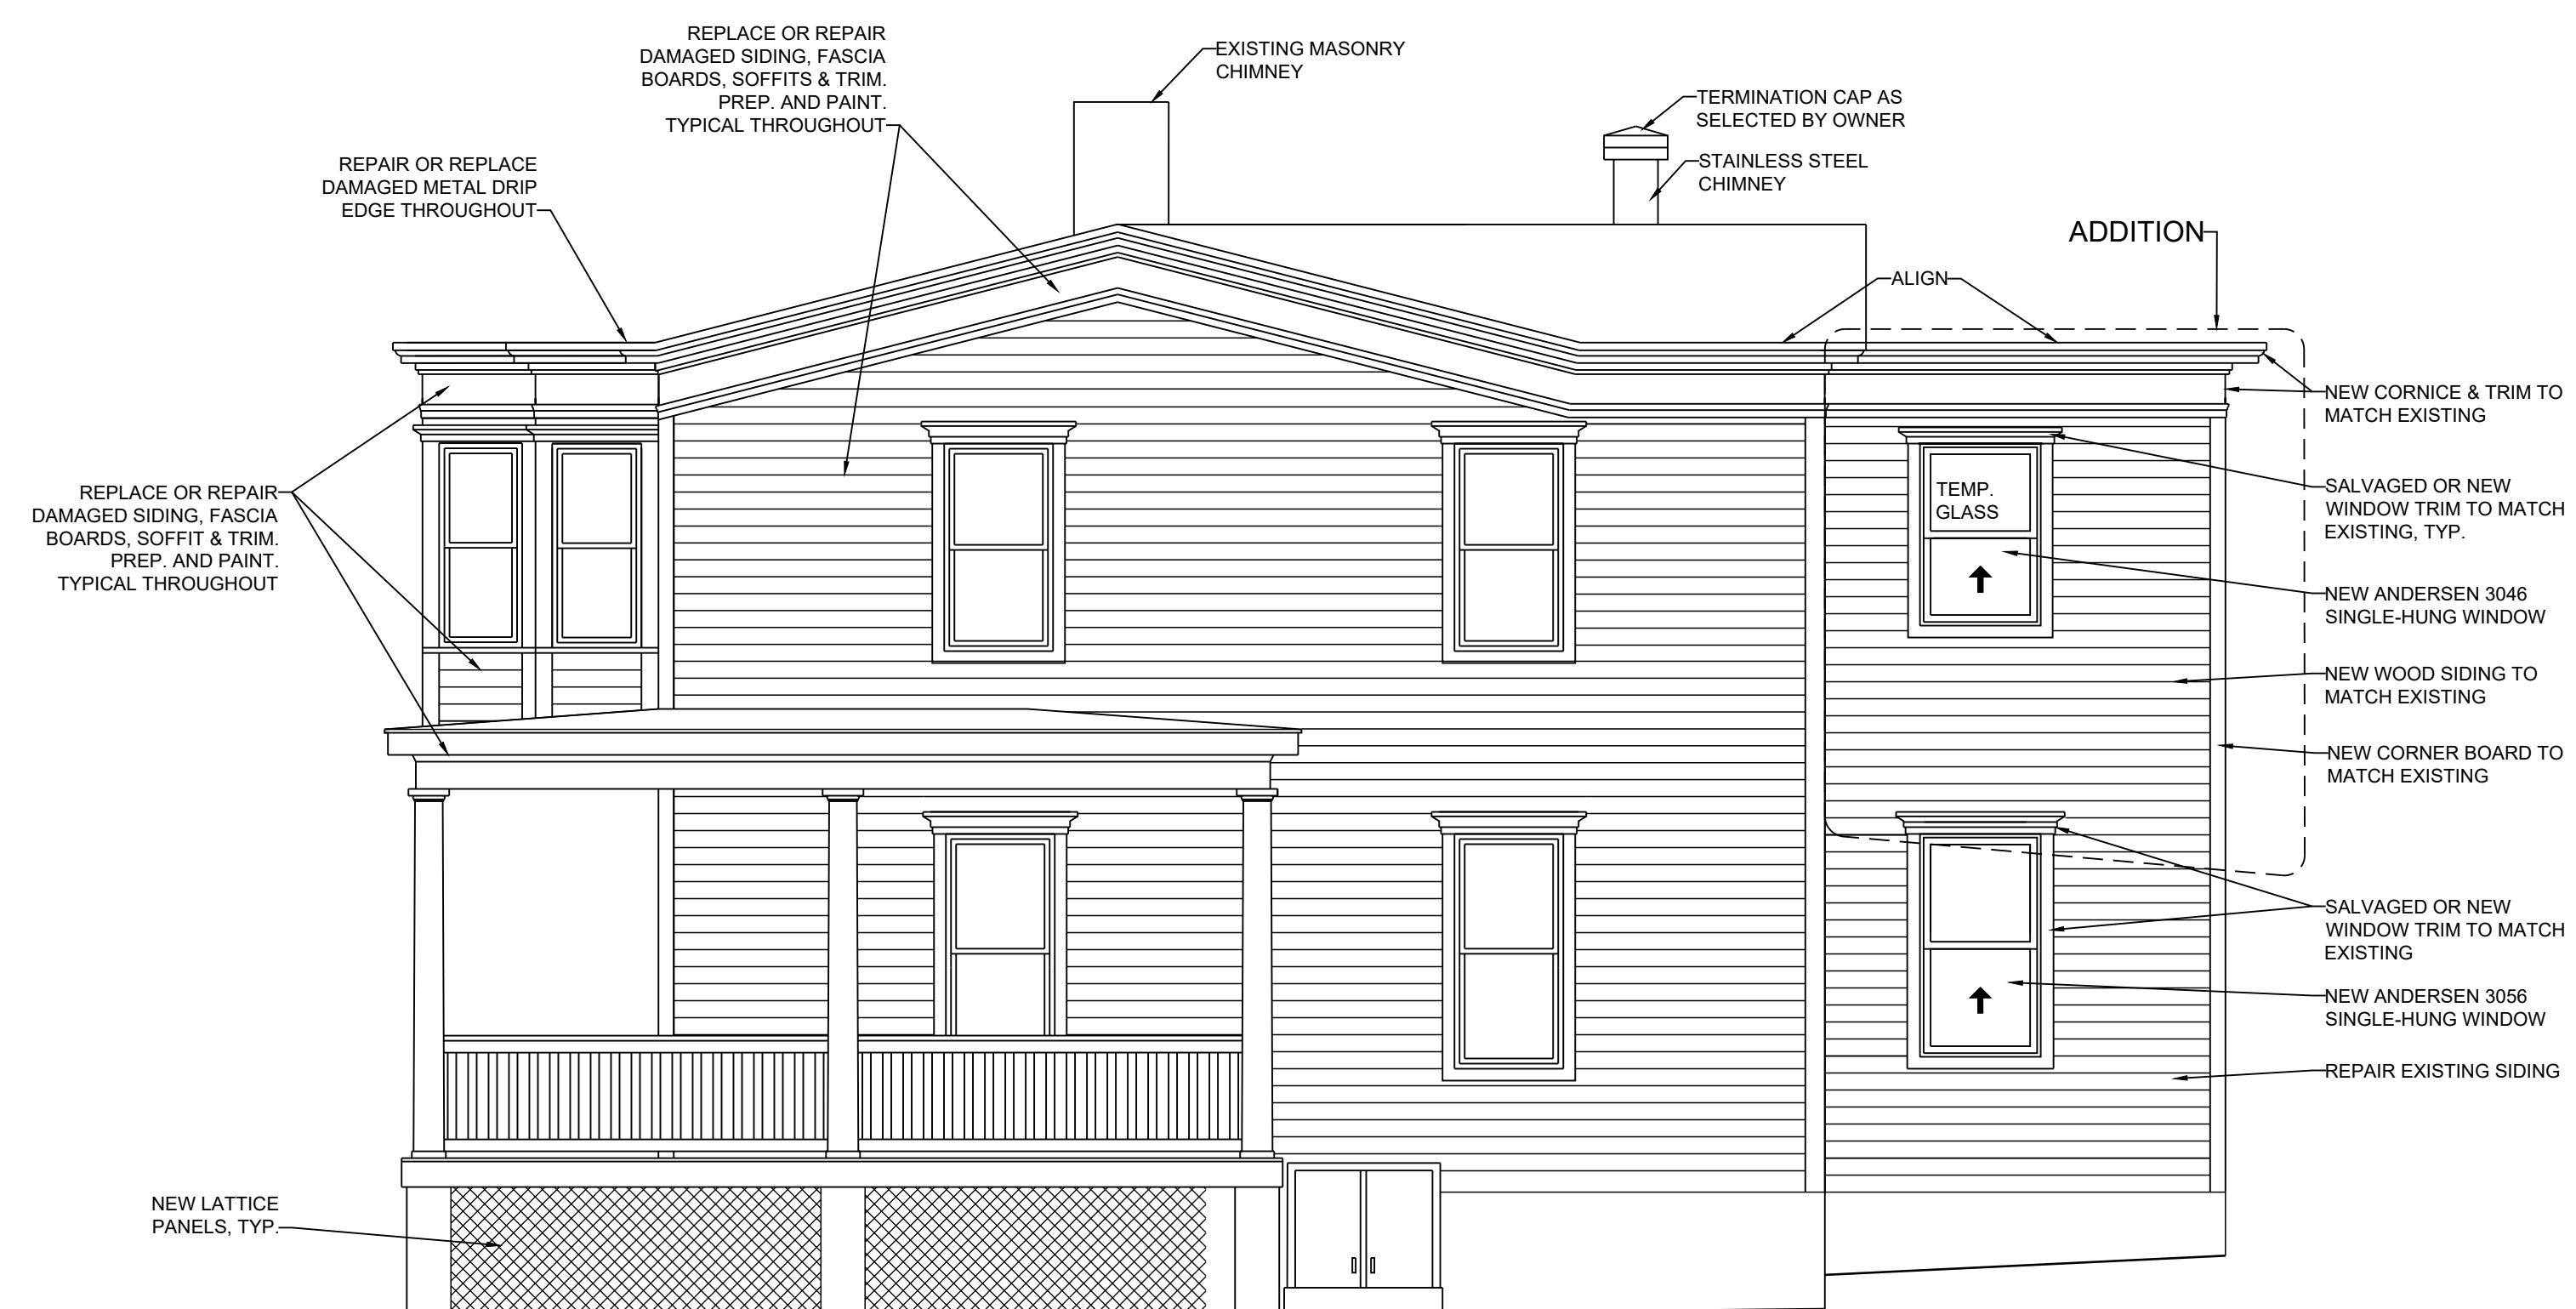 REPLACE OR REPAIR
DAMAGED SIDING, FASCIA
BOARDS, SOFFITS & TRIM.
PREP. AND PAINT.
TYPICAL THROUGHOUT
EXISTING MASONRY
CHIMNEY
TERMINATION CAP AS
SELECTED BY OWNER
STAINLESS STEEL
CHIMNEY
REPAIR OR REPLACE
DAMAGED METAL DRIP
EDGE THROUGHOUT
ADDITION
ALIGN
NEW CORNICE & TRIM TO
MATCH EXISTING
REPLACE OR REPAIR
DAMAGED SIDING, FASCIA
BOARDS, SOFFIT & TRIM.
PREP. AND PAINT.
TYPICAL THROUGHOUT
TEMP.
GLASS
SALVAGED OR NEW
WINDOW TRIM TO MATCH
EXISTING, TYP.
NEW ANDERSEN 3046
SINGLE-HUNG WINDOW
NEW WOOD SIDING TO
MATCH EXISTING
NEW CORNER BOARD TO
MATCH EXISTING
SALVAGED OR NEW
WINDOW TRIM TO MATCH
EXISTING
NEW ANDERSEN 3056
SINGLE-HUNG WINDOW
REPAIR EXISTING SIDING
NEW LATTICE
PANELS, TYP.